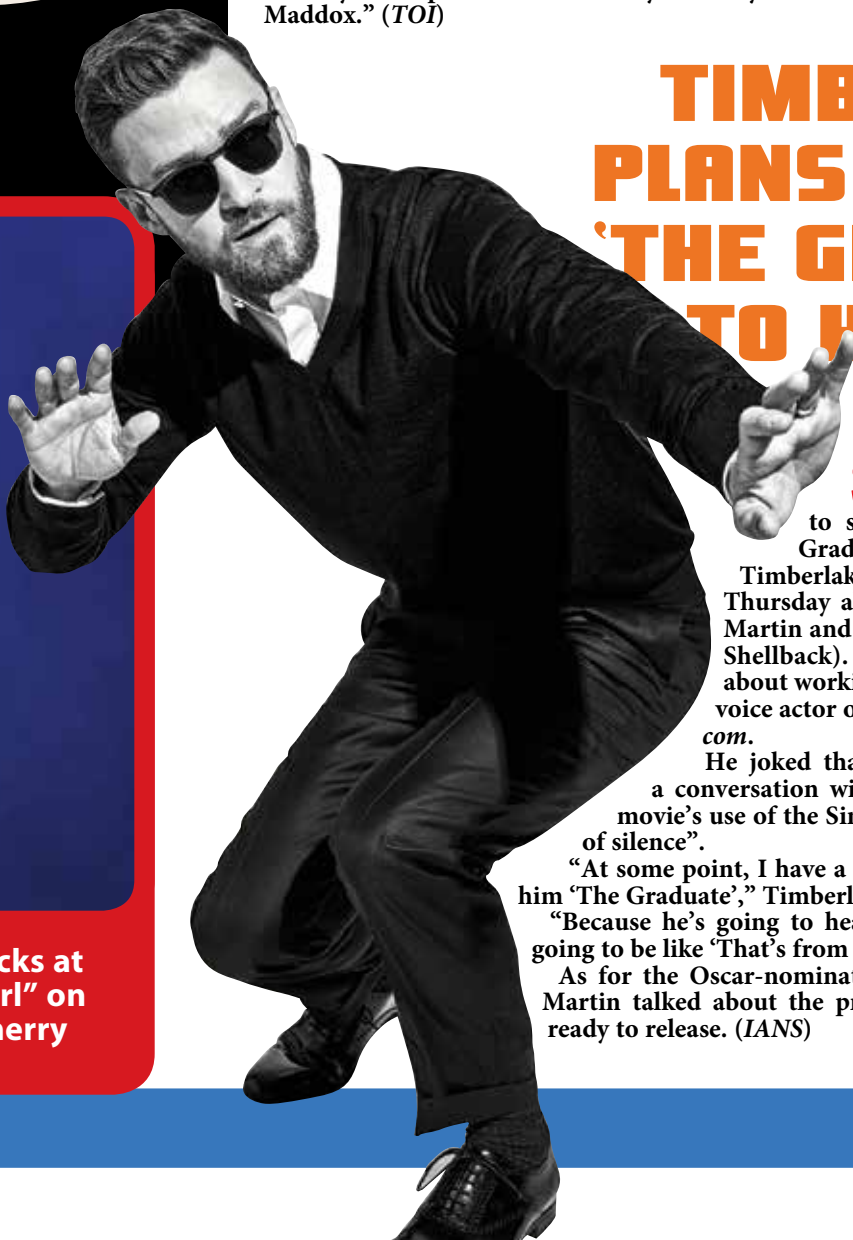 Maddox.” (TOI)
TIMB
PLANS
‘THE G
TO H
to s
Grad
Timberlak
Thursday a
Martin and
Shellback).
about worki
voice actor o
com.
He joked tha
a conversation wi
movie’s use of the Sir
of silence”.
“At some point, I have a
him ‘The Graduate’,” Timberl
“Because he’s going to hea
going to be like ‘That’s from
As for the Oscar-nominat
Martin talked about the pr
ready to release. (IANS)
cks at
rl” on
herry